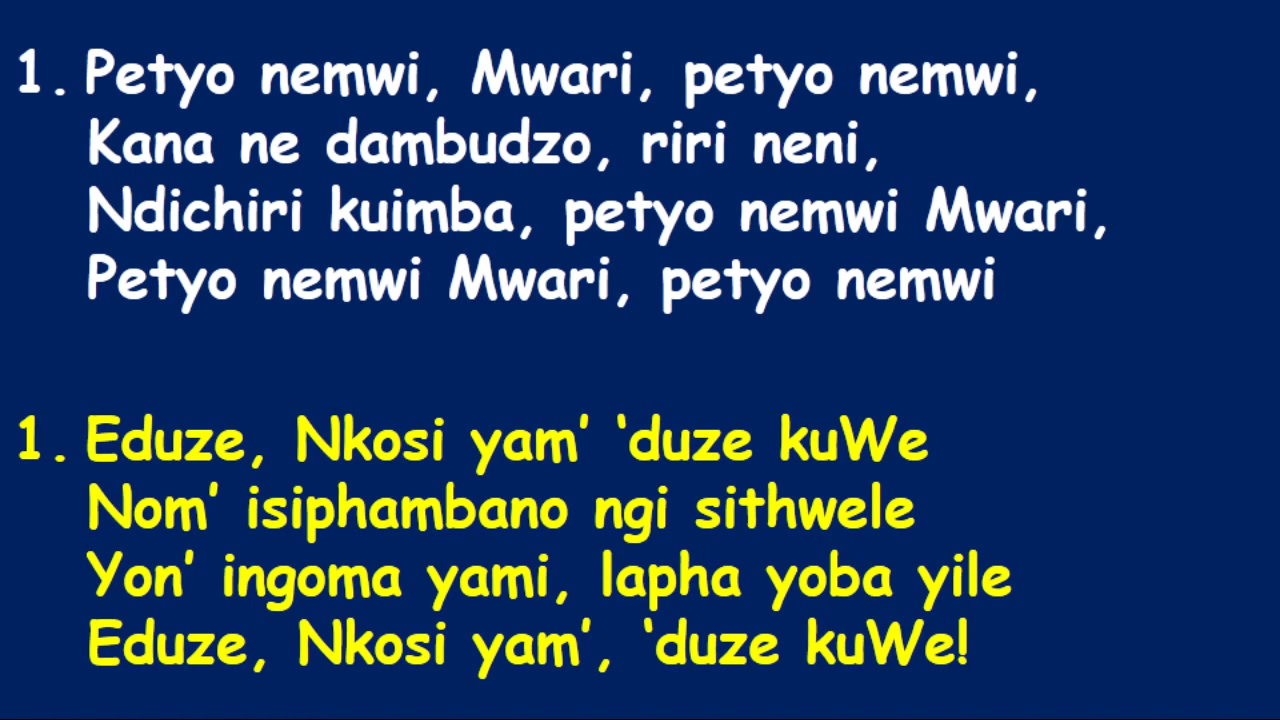 1. Petyo nemwi, Mwari, petyo nemwi,
Kana ne dambudzo, riri neni,
Ndichiri kuimba, petyo nemwi Mwari,
Petyo nemwi Mwari, petyo nemwi
1. Eduze, Nkosi yam’ ‘duze kuWe
Nom’ isiphambano ngi sithwele
Yon’ ingoma yami, lapha yoba yile
Eduze, Nkosi yam’, ‘duze kuWe!